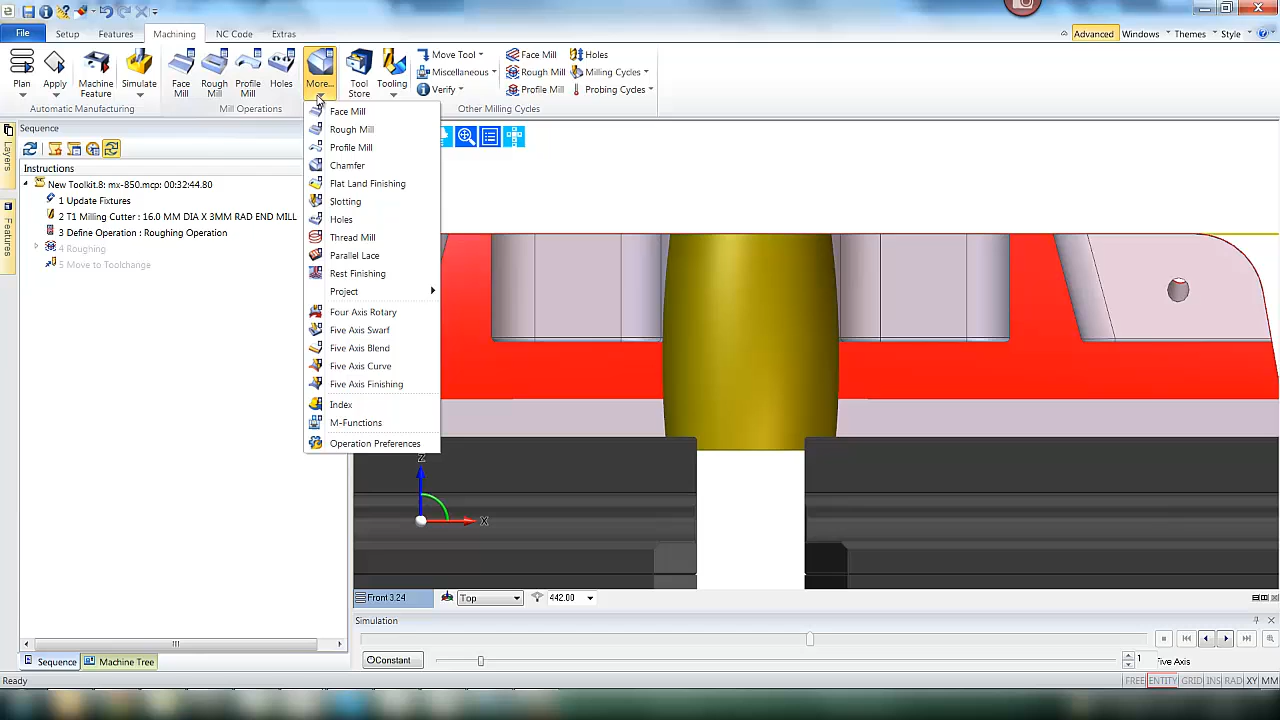 File
Setup
Features
Machining
NC Code
Extras
Advanced
Windows
Themes
Style
Plan
Apply
Machine
Feature
Simulate
Face
Mill
Rough
Mill
Profile
Mill
Holes
More...
Tool
Store
Tooling
Move Tool
Miscellaneous
Verify
Face Mill
Rough Mill
Profile Mill
Holes
Milling Cycles
Probing Cycles
Automatic Manufacturing
Mill Operations
Other Milling Cycles
Layers
Features
Sequence
Instructions
New Toolkit.8: mx-850.mcp: 00:32:44.80
1 Update Fixtures
2 T1 Milling Cutter : 16.0 MM DIA X 3MM RAD END MILL
3 Define Operation : Roughing Operation
4 Roughing
5 Move to Toolchange
Face Mill
Rough Mill
Profile Mill
Chamfer
Flat Land Finishing
Slotting
Holes
Thread Mill
Parallel Lace
Rest Finishing
Project
Four Axis Rotary
Five Axis Swarf
Five Axis Blend
Five Axis Curve
Five Axis Finishing
Index
M-Functions
Operation Preferences
Z
X
Front 3.24
Top
442.00
Simulation
Constant
1
Five Axis
Sequence
Machine Tree
Ready
FREE ENTITY GRID INS RAD XY MM